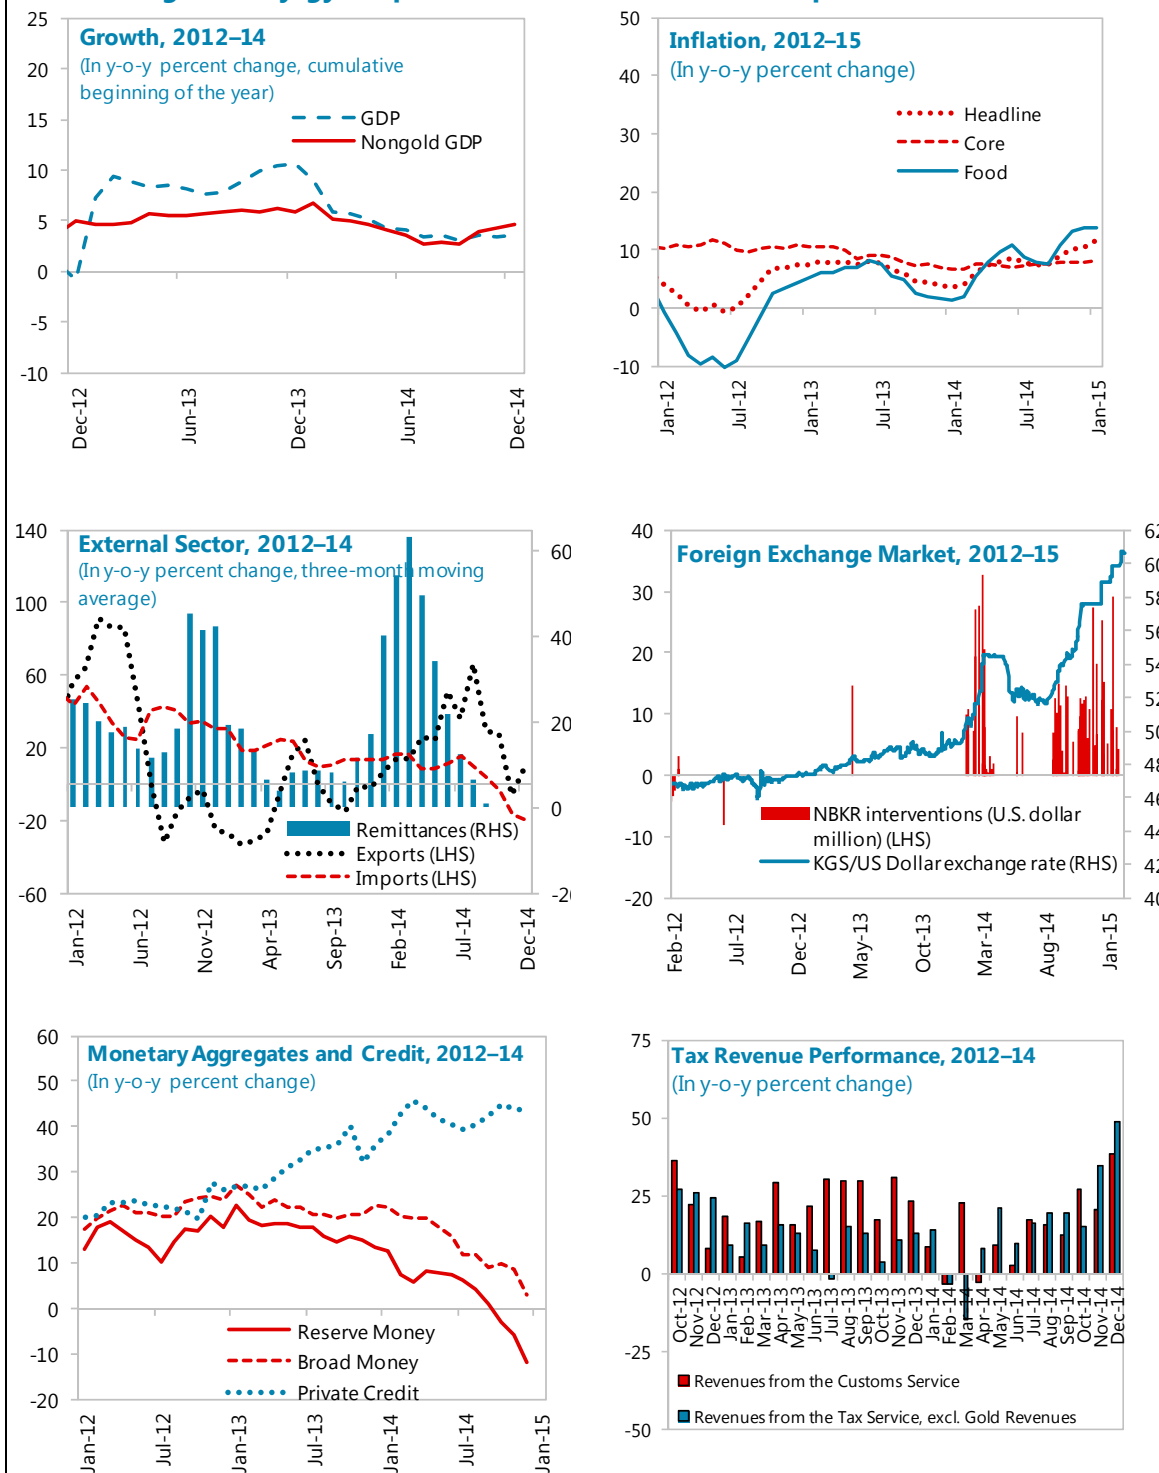 Growth, 2012–14
(In y-o-y percent change, cumulative
beginning of the year)
GDP
Nongold GDP
25
20
15
10
5
0
-5
-10
Dec-12
Jun-13
Dec-13
Jun-14
Dec-14
Inflation, 2012–15
(In y-o-y percent change)
Headline
Core
Food
50
40
30
20
10
0
-10
Jan-12
Jul-12
Jan-13
Jul-13
Jan-14
Jul-14
Jan-15
External Sector, 2012–14
(In y-o-y percent change, three-month moving
average)
140
100
60
20
-20
-60
60
40
20
0
Remittances (RHS)
Exports (LHS)
Imports (LHS)
Jan-12
Jun-12
Nov-12
Apr-13
Sep-13
Feb-14
Jul-14
Dec-14
Foreign Exchange Market, 2012–15
40
30
20
10
0
-10
-20
62
60
58
56
54
52
50
48
46
44
42
40
NBKR interventions (U.S. dollar
million) (LHS)
KGS/US Dollar exchange rate (RHS)
Feb-12
Jul-12
Dec-12
May-13
Oct-13
Mar-14
Aug-14
Jan-15
Monetary Aggregates and Credit, 2012–14
(In y-o-y percent change)
60
50
40
30
20
10
0
-10
-20
Reserve Money
Broad Money
Private Credit
Jan-12
Jul-12
Jan-13
Jul-13
Jan-14
Jul-14
Jan-15
Tax Revenue Performance, 2012–14
(In y-o-y percent change)
75
50
25
0
-25
-50
Oct-12
Nov-12
Dec-12
Jan-13
Feb-13
Mar-13
Apr-13
May-13
Jun-13
Jul-13
Aug-13
Sep-13
Oct-13
Nov-13
Dec-13
Jan-14
Feb-14
Mar-14
Apr-14
May-14
Jun-14
Jul-14
Aug-14
Sep-14
Oct-14
Nov-14
Dec-14
Revenues from the Customs Service
Revenues from the Tax Service, excl. Gold Revenues